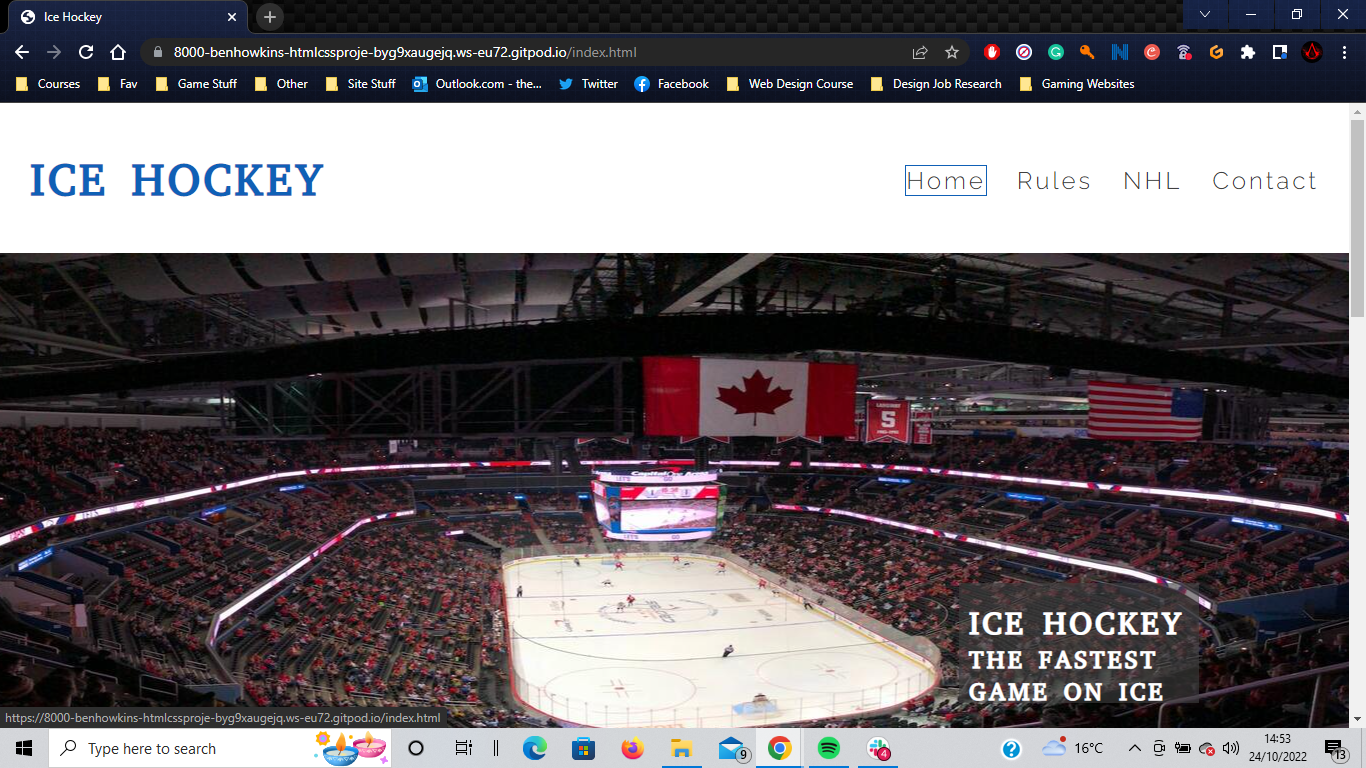 Ice Hockey
8000-benhowkins-htmlcssproje-byg9xaugejq.ws-eu72.gitpod.io/index.html
Courses Fav Game Stuff Other Site Stuff Outlook.com - the... Twitter Facebook Web Design Course Design Job Research Gaming Websites
ICE HOCKEY
Home Rules NHL Contact
5
LET'S GO
ICE HOCKEY
THE FASTEST
GAME ON ICE
https://8000-benhowkins-htmlcssproje-byg9xaugejq.ws-eu72.gitpod.io/index.html
Type here to search
9
4
16°C
14:53
24/10/2022
13